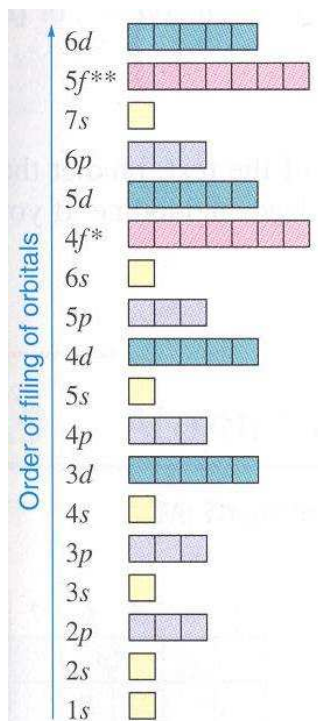 Order of filing of orbitals
6d
5f**
7s
6p
5d
4f*
6s
5p
4d
5s
4p
3d
4s
3p
3s
2p
2s
1s